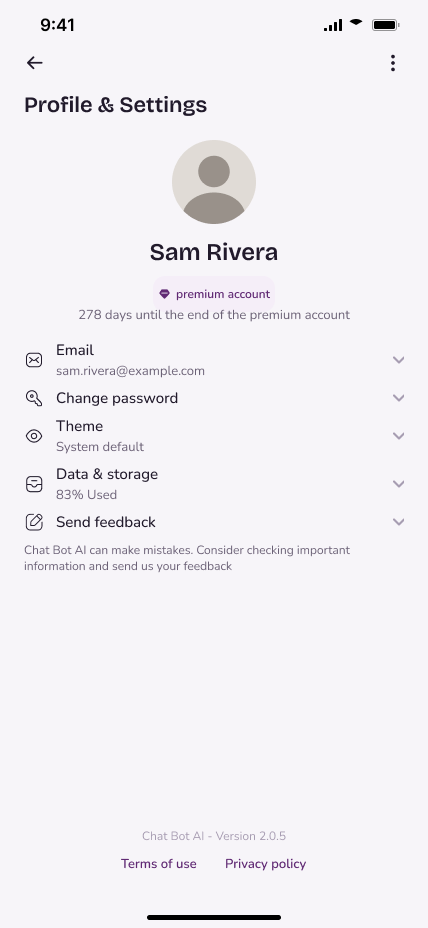 9:41
Profile & Settings
Sam Rivera
premium account
278 days until the end of the premium account
Email
sam.rivera@example.com
Change password
Theme
System default
Data & storage
83% Used
Send feedback
Chat Bot AI can make mistakes. Consider checking important
information and send us your feedback
Chat Bot AI - Version 2.0.5
Terms of use Privacy policy